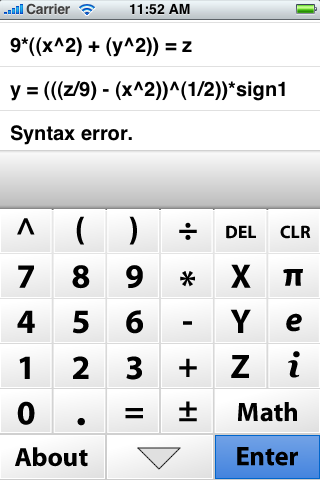 Carrier 11:52 AM
9*((x^2) + (y^2)) = z
y = (((z/9) - (x^2))^(1/2))*sign1
Syntax error.
^ ( ) ÷ DEL CLR
7 8 9 * X π
4 5 6 - Y e
1 2 3 + Z i
0 . = ± Math
About Enter